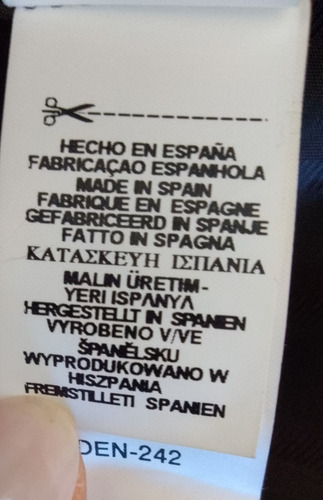 HECHO EN ESPAÑA
FABRICAÇAO ESPANHOLA
MADE IN SPAIN
FABRIQUE EN ESPAGNE
GEFABRICEERD IN SPANJE
FATTO IN SPAGNA
ΚΑΤΑΣΚΕΥΗ ΙΣΠΑΝΙΑ
MALIN ÜRETIM-
YERI ISPANYA
HERGESTELLT IN SPANIEN
VYROBENO V/VE
ŠPANĚLSKU
WYPRODUKOWANO W
HISZPANIA
FREMSTILLETI SPANIEN
DEN-242